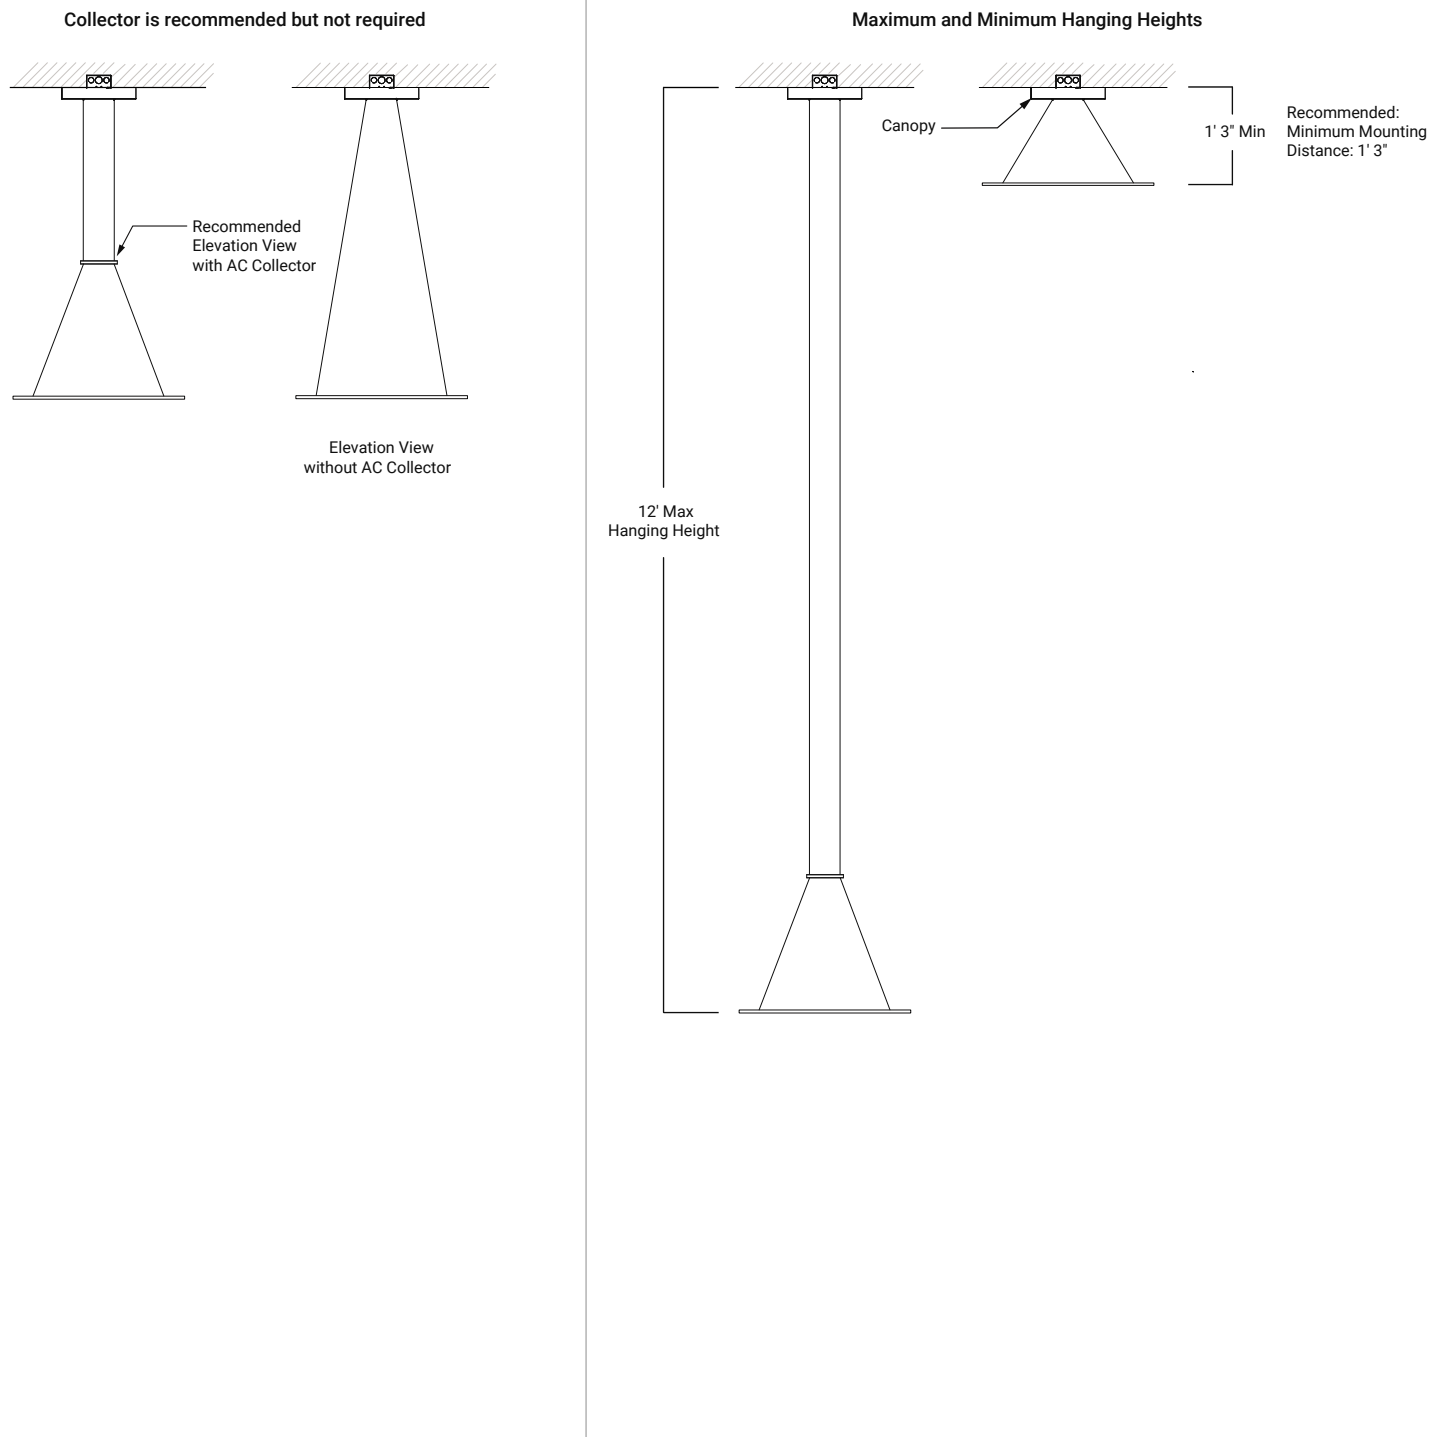 Collector is recommended but not required
Recommended
Elevation View
with AC Collector
Elevation View
without AC Collector
Maximum and Minimum Hanging Heights
Canopy
1' 3" Min
Recommended:
Minimum Mounting
Distance: 1' 3"
12' Max
Hanging Height